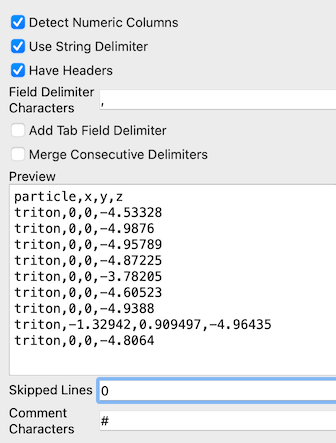 Detect Numeric Columns
Use String Delimiter
Have Headers
Field Delimiter
Characters ,
Add Tab Field Delimiter
Merge Consecutive Delimiters
Preview
particle,x,y,z
triton,0,0,-4.53328
triton,0,0,-4.9876
triton,0,0,-4.95789
triton,0,0,-4.87225
triton,0,0,-3.78205
triton,0,0,-4.60523
triton,0,0,-4.9388
triton,-1.32942,0.909497,-4.96435
triton,0,0,-4.8064
Skipped Lines 0
Comment
Characters #